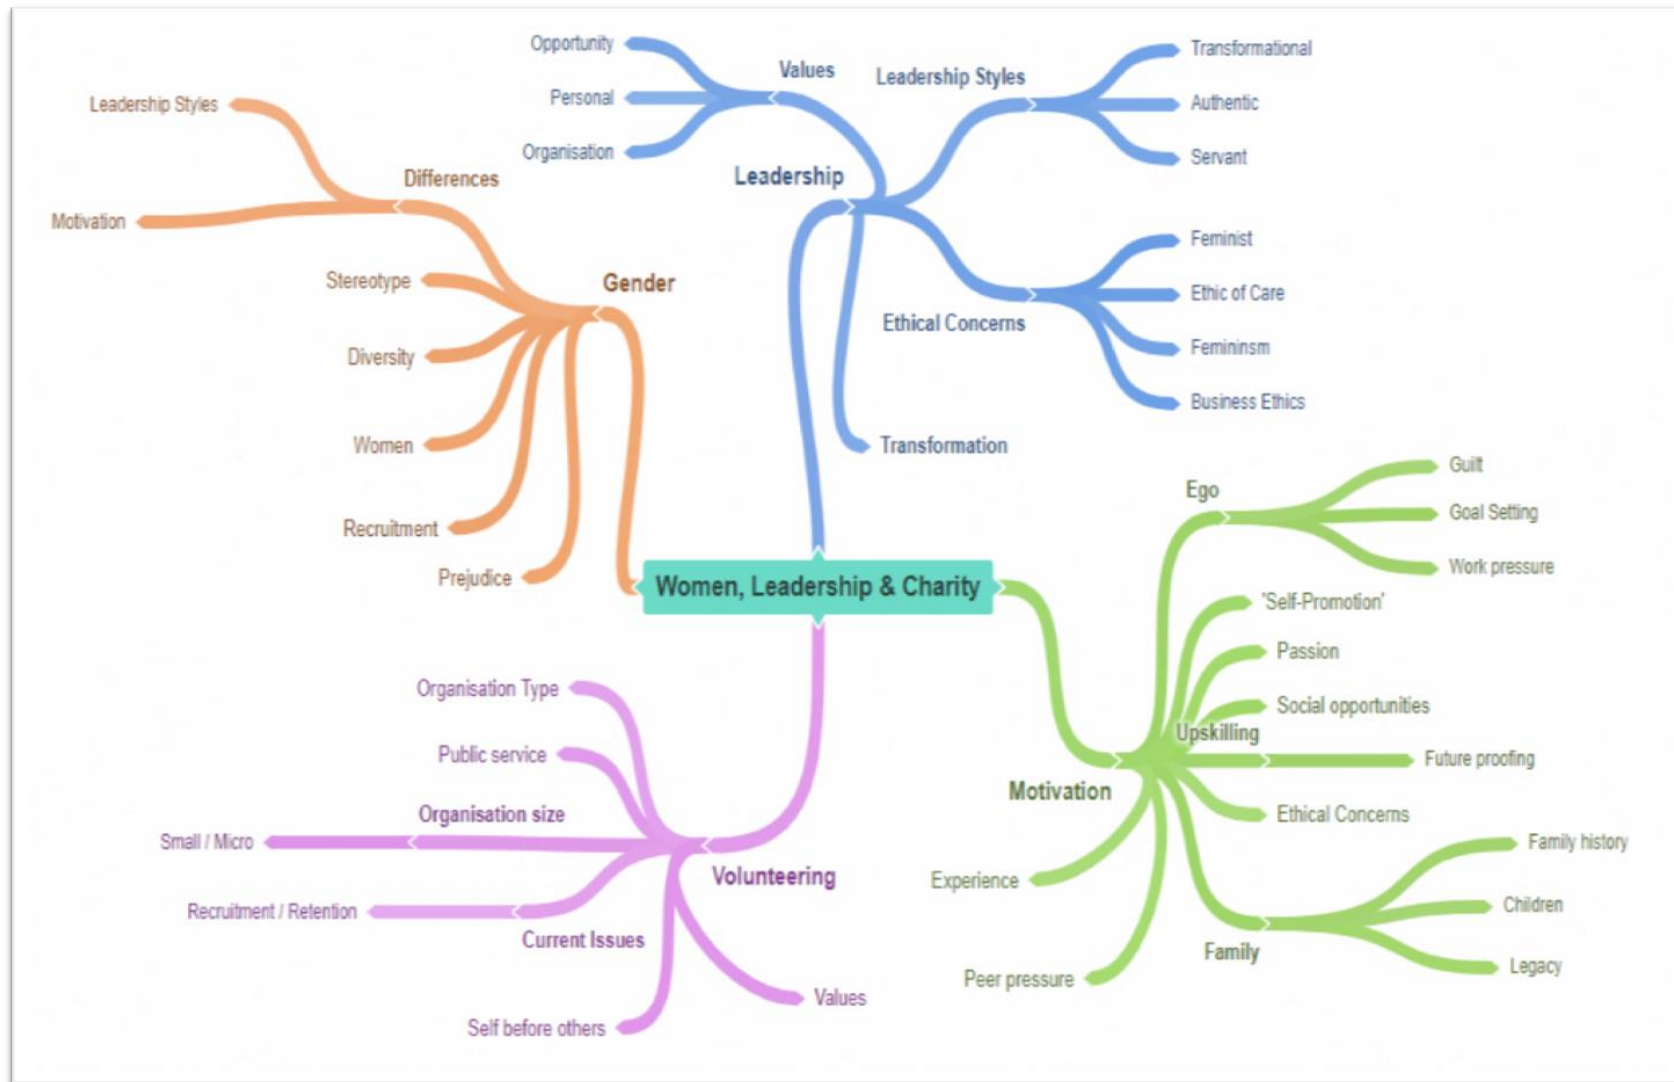 Women, Leadership & Charity
Leadership
Values
Opportunity
Personal
Organisation
Leadership Styles
Transformational
Authentic
Servant
Ethical Concerns
Feminist
Ethic of Care
Femininsm
Business Ethics
Transformation
Gender
Differences
Leadership Styles
Motivation
Stereotype
Diversity
Women
Recruitment
Prejudice
Motivation
Ego
Guilt
Goal Setting
Work pressure
'Self-Promotion'
Passion
Social opportunities
Upskilling
Future proofing
Ethical Concerns
Family
Family history
Children
Legacy
Experience
Peer pressure
Volunteering
Organisation Type
Public service
Organisation size
Small / Micro
Recruitment / Retention
Current Issues
Self before others
Values